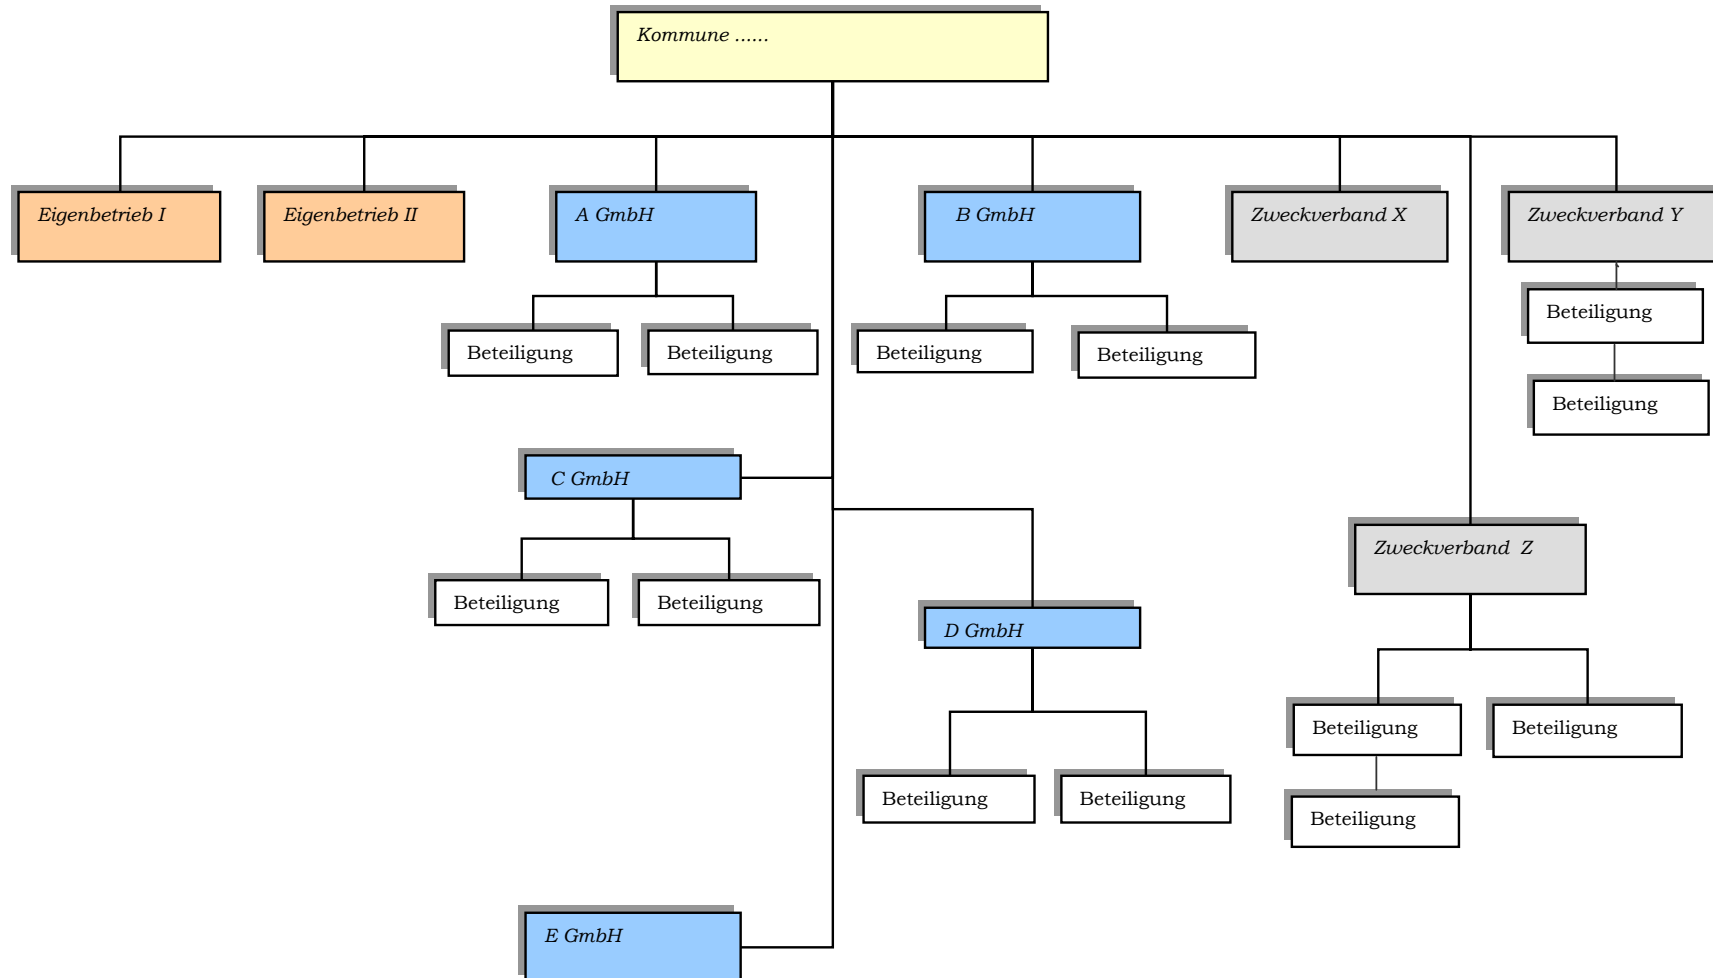 Kommune ......
Eigenbetrieb I
Eigenbetrieb II
A GmbH
B GmbH
Zweckverband X
Zweckverband Y
Beteiligung
Beteiligung
Beteiligung
Beteiligung
Beteiligung
Beteiligung
C GmbH
Zweckverband Z
Beteiligung
Beteiligung
D GmbH
Beteiligung
Beteiligung
Beteiligung
Beteiligung
Beteiligung
E GmbH